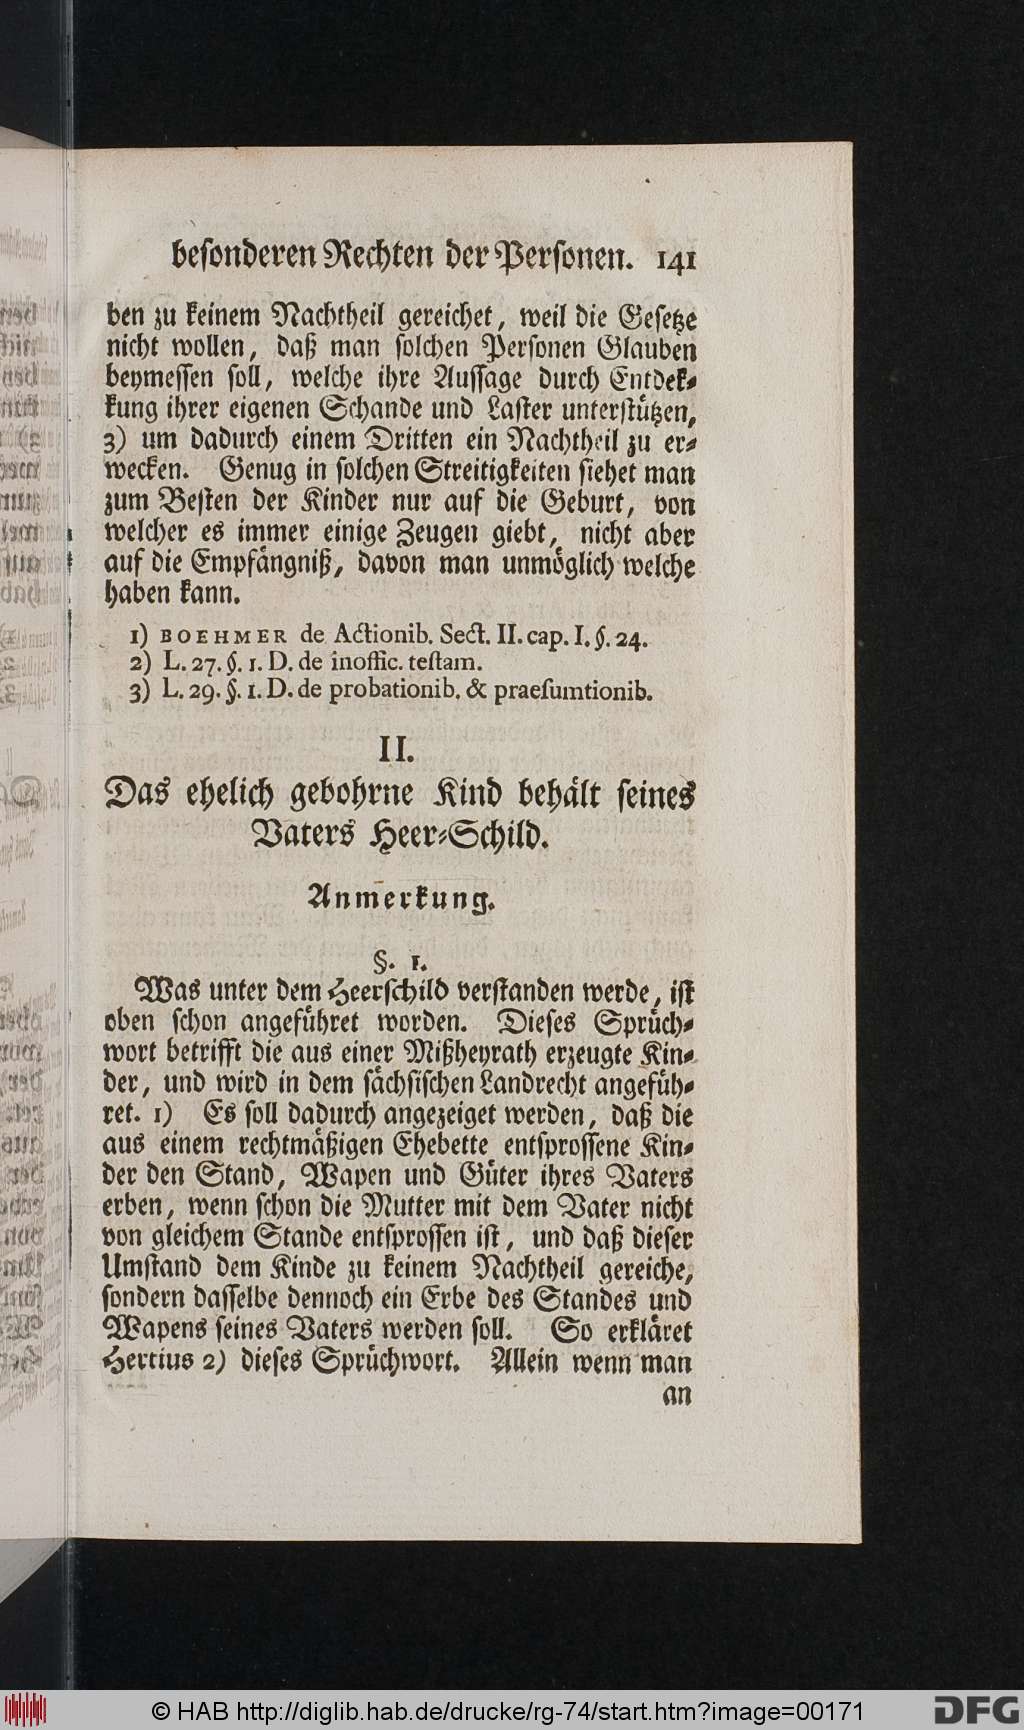 besonderen Rechten der Personen. 141
ben zu keinem Nachtheil gereichet, weil die Gesetze
nicht wollen, daß man solchen Personen Glauben
beymessen soll, welche ihre Aussage durch Entdek-
kung ihrer eigenen Schande und Laster unterstützen,
3) um dadurch einem Dritten ein Nachtheil zu er-
wecken. Genug in solchen Streitigkeiten siehet man
zum Besten der Kinder nur auf die Geburt, von
welcher es immer einige Zeugen giebt, nicht aber
auf die Empfängniß, davon man unmöglich welche
haben kann.
1) BOEHMER de Actionib. Sect. II. cap. I. §. 24.
2) L. 27. §. 1. D. de inoffic. testam.
3) L. 29. §. 1. D. de probationib. & praesumtionib.
II.
Das ehelich gebohrne Kind behält seines
Vaters Heer-Schild.
Anmerkung.
§. 1.
Was unter dem Heerschild verstanden werde, ist
oben schon angeführet worden. Dieses Sprüch-
wort betrifft die aus einer Mißheyrath erzeugte Kin-
der, und wird in dem sächsischen Landrecht angefüh-
ret. 1) Es soll dadurch angezeiget werden, daß die
aus einem rechtmäßigen Ehebette entsprossene Kin-
der den Stand, Wapen und Güter ihres Vaters
erben, wenn schon die Mutter mit dem Vater nicht
von gleichem Stande entsprossen ist, und daß dieser
Umstand dem Kinde zu keinem Nachtheil gereiche,
sondern dasselbe dennoch ein Erbe des Standes und
Wapens seines Vaters werden soll. So erkläret
Hertius 2) dieses Sprüchwort. Allein wenn man
an
© HAB http://diglib.hab.de/drucke/rg-74/start.htm?image=00171
DFG